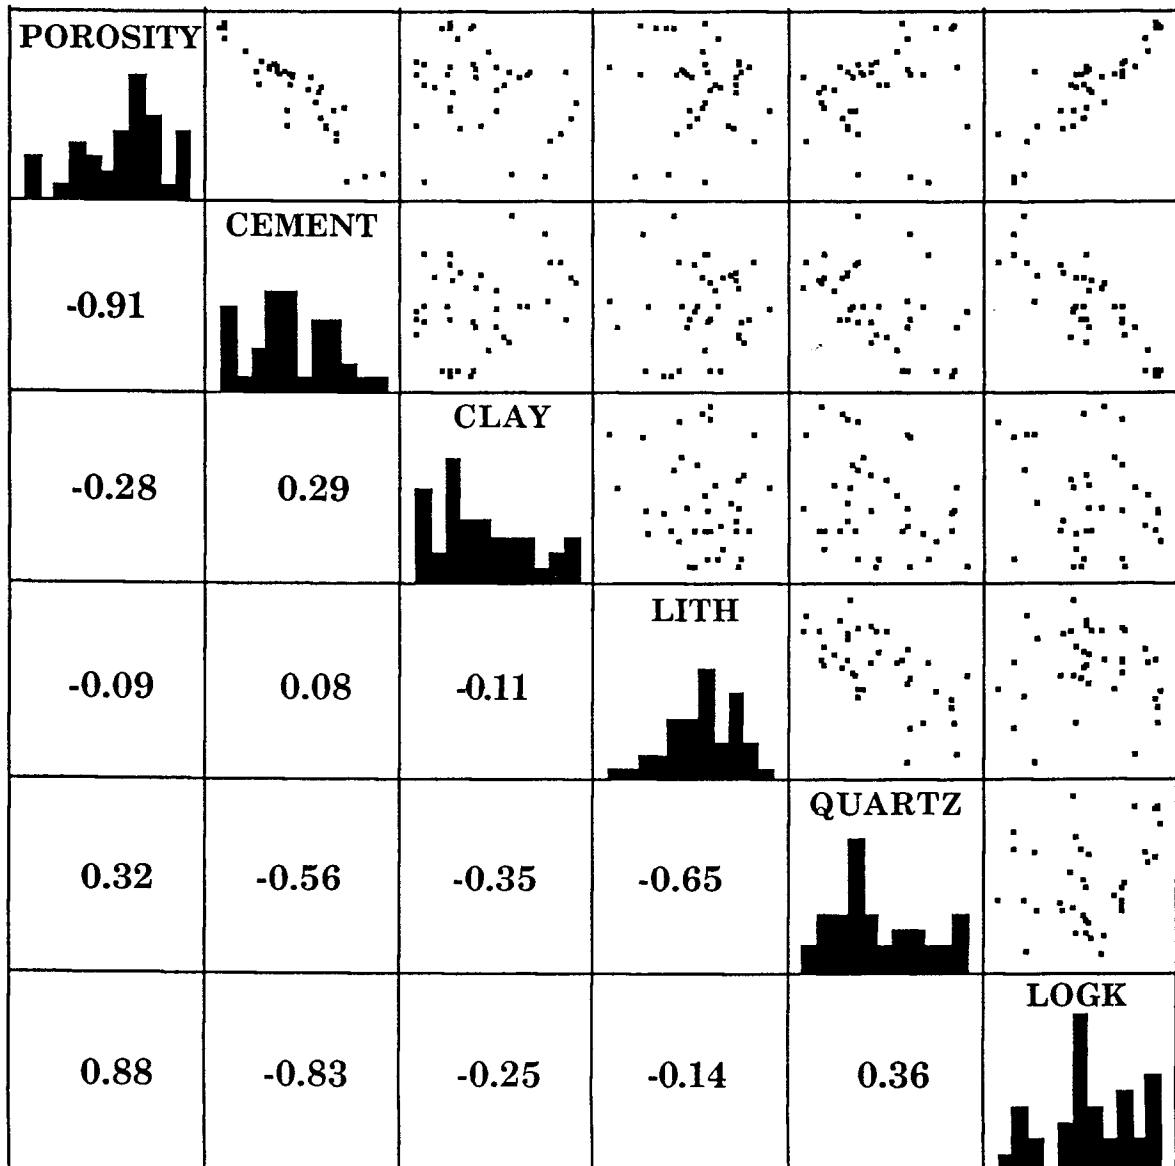 POROSITY
CEMENT
-0.91
CLAY
-0.28 0.29
LITH
-0.09 0.08 -0.11
QUARTZ
0.32 -0.56 -0.35 -0.65
LOGK
0.88 -0.83 -0.25 -0.14 0.36